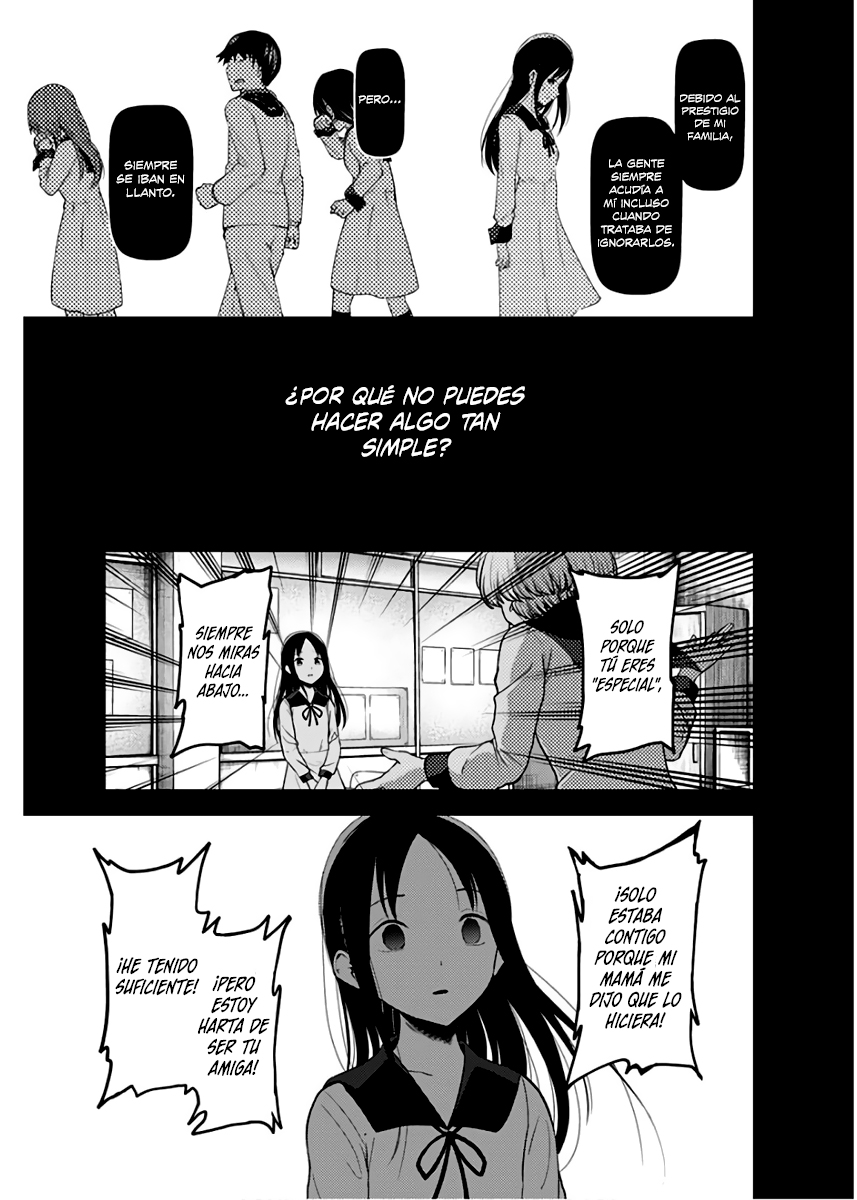 DEBIDO AL
PRESTIGIO
DE MI
FAMILIA,
LA GENTE
SIEMPRE
ACUDÍA A
MÍ INCLUSO
CUANDO
TRATABA DE
IGNORARLOS.
PERO...
SIEMPRE
SE IBAN EN
LLANTO.
¿POR QUÉ NO PUEDES
HACER ALGO TAN
SIMPLE?
SOLO
PORQUE
TÚ ERES
"ESPECIAL",
SIEMPRE
NOS MIRAS
HACIA
ABAJO...
¡SOLO
ESTABA
CONTIGO
PORQUE MI
MAMÁ ME
DIJO QUE LO
HICIERA!
¡PERO
ESTOY
HARTA DE
SER TU
AMIGA!
¡HE TENIDO
SUFICIENTE!